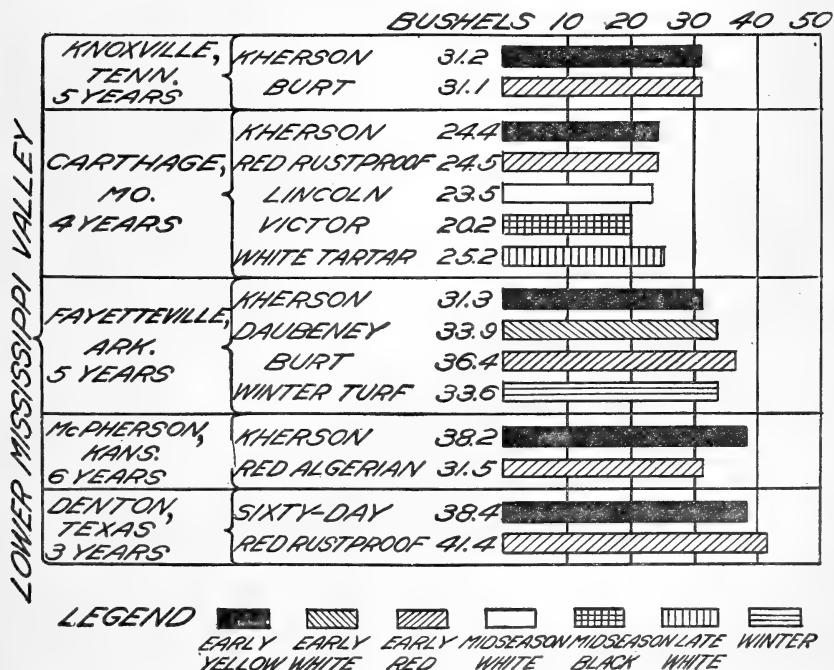 BUSHELS 10 20 30 40 50
LOWER MISSISSIPPI VALLEY
KNOXVILLE,
TENN.
5 YEARS
KHERSON 31.2
BURT 31.1
CARTHAGE,
MO.
4 YEARS
KHERSON 24.4
RED RUSTPROOF 24.5
LINCOLN 23.5
VICTOR 20.2
WHITE TARTAR 25.2
FAYETTEVILLE,
ARK.
5 YEARS
KHERSON 31.3
DAUBENEY 33.9
BURT 36.4
WINTER TURF 33.6
McPHERSON,
KANS.
6 YEARS
KHERSON 38.2
RED ALGERIAN 31.5
DENTON,
TEXAS
3 YEARS
SIXTY-DAY 38.4
RED RUSTPROOF 41.4
LEGEND
EARLY YELLOW
EARLY WHITE
EARLY RED
MIDSEASON WHITE
MIDSEASON BLACK
LATE WHITE
WINTER